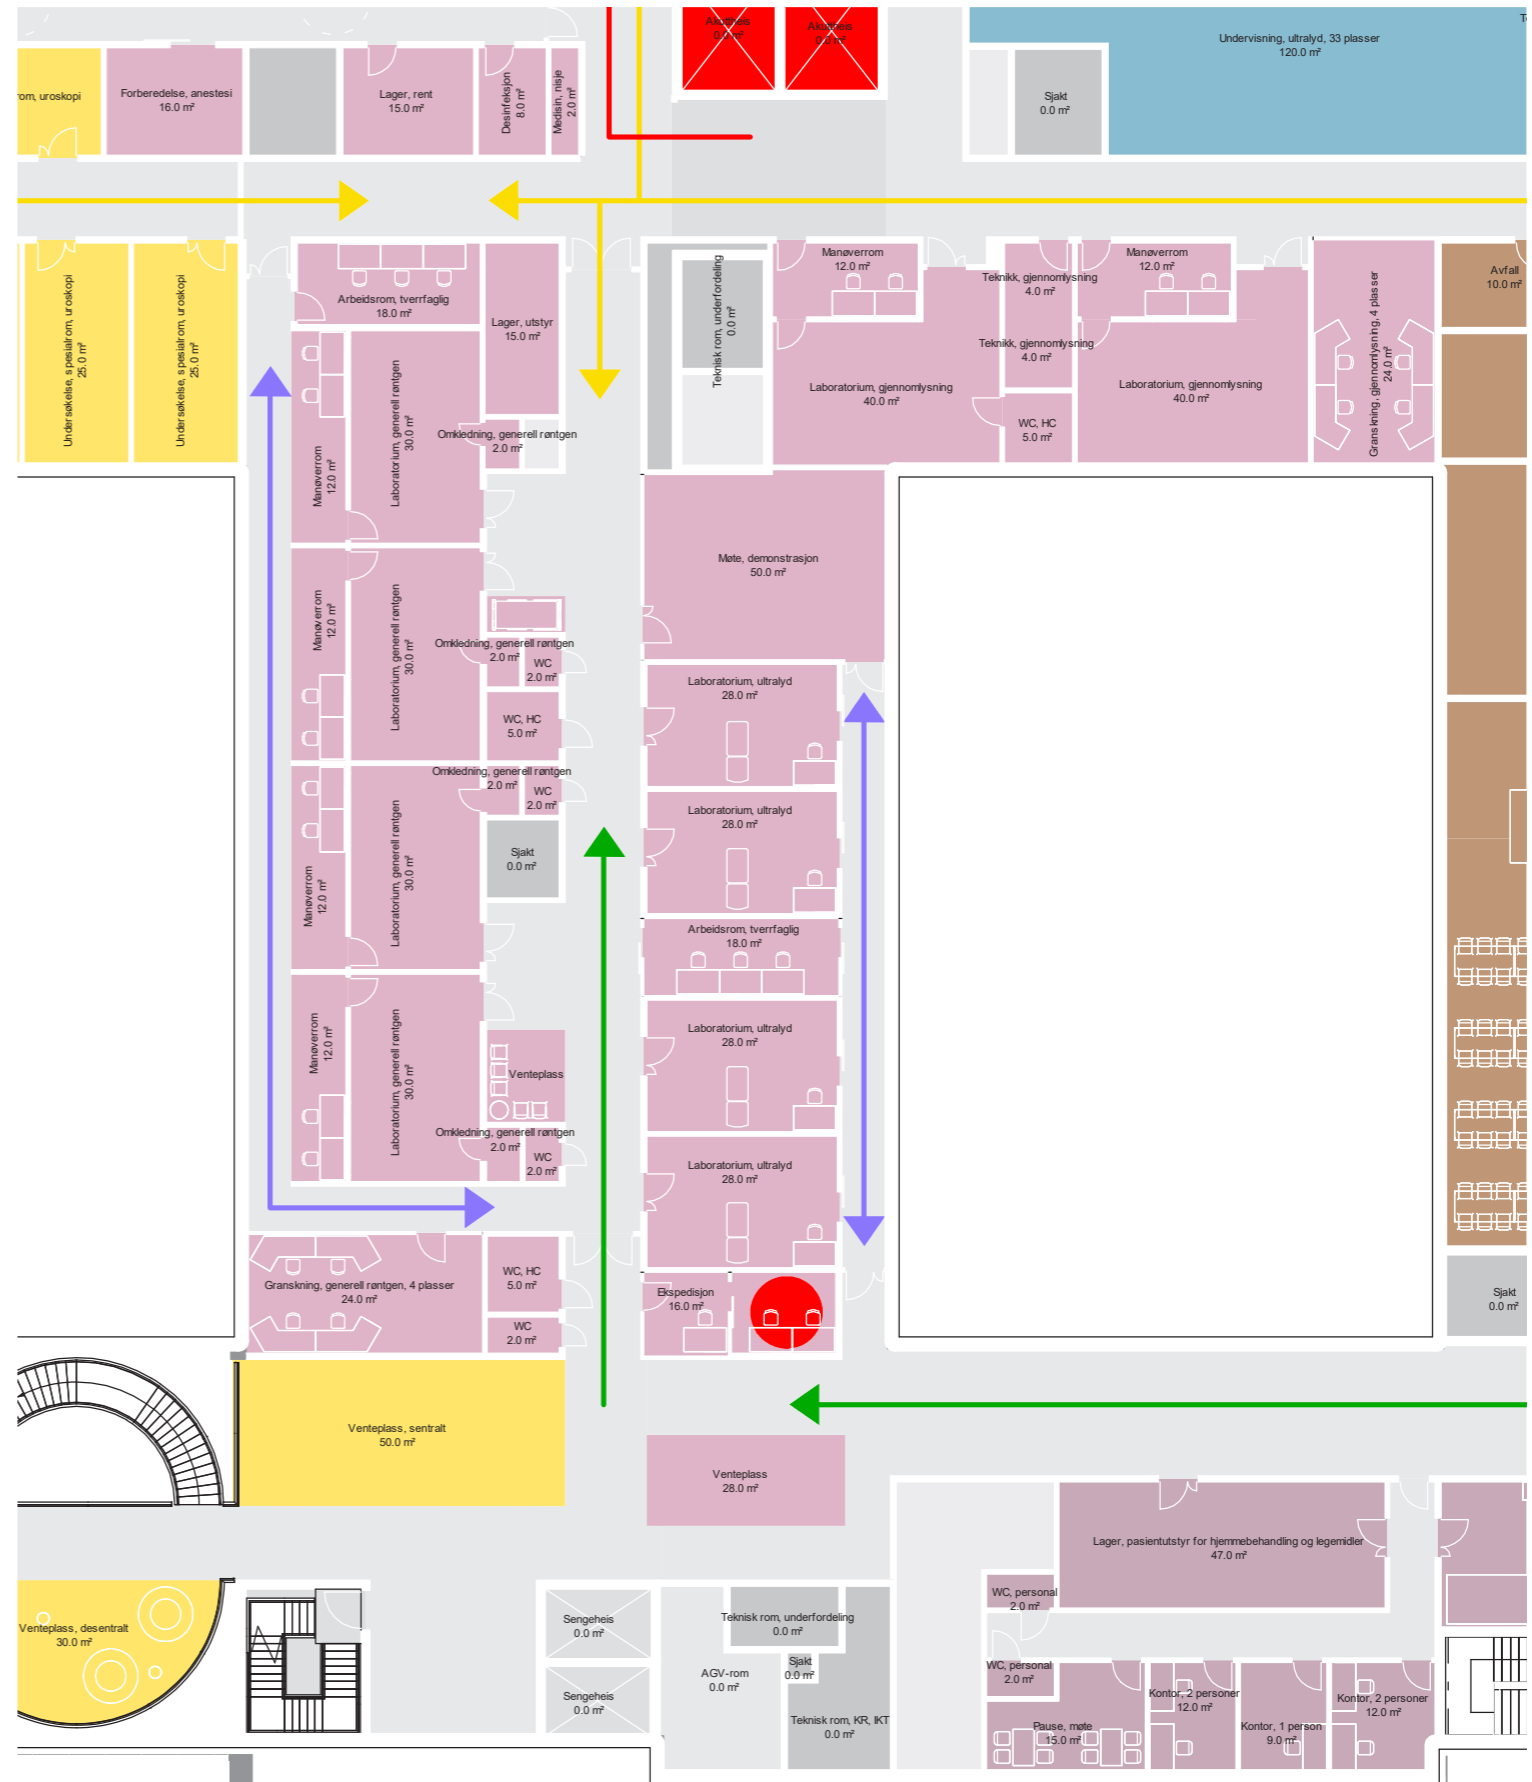 Akuttheis
0.0 m²
Akuttheis
0.0 m²
Undervisning, ultralyd, 33 plasser
120.0 m²
rom, uroskopi
Forberedelse, anestesi
16.0 m²
Lager, rent
15.0 m²
Desinfeksjon
8.0 m²
Medisin, nisje
2.0 m²
Sjakt
0.0 m²
Undersøkelse, spesialrom, uroskopi
25.0 m²
Undersøkelse, spesialrom, uroskopi
25.0 m²
Arbeidsrom, tverrfaglig
18.0 m²
Lager, utstyr
15.0 m²
Teknisk rom, underfordeling
0.0 m²
Manøverrom
12.0 m²
Teknikk, gjennomlysning
4.0 m²
Manøverrom
12.0 m²
Teknikk, gjennomlysning
4.0 m²
Laboratorium, gjennomlysning
40.0 m²
Laboratorium, gjennomlysning
40.0 m²
WC, HC
5.0 m²
Granskning, gjennomlysning, 4 plasser
24.0 m²
Avfall
10.0 m²
Manøverrom
12.0 m²
Laboratorium, generell røntgen
30.0 m²
Omkledning, generell røntgen
2.0 m²
Møte, demonstrasjon
50.0 m²
Manøverrom
12.0 m²
Laboratorium, generell røntgen
30.0 m²
Omkledning, generell røntgen
2.0 m²
WC
2.0 m²
WC, HC
5.0 m²
Laboratorium, ultralyd
28.0 m²
Omkledning, generell røntgen
2.0 m²
WC
2.0 m²
Laboratorium, ultralyd
28.0 m²
Manøverrom
12.0 m²
Laboratorium, generell røntgen
30.0 m²
Sjakt
0.0 m²
Arbeidsrom, tverrfaglig
18.0 m²
Manøverrom
12.0 m²
Laboratorium, generell røntgen
30.0 m²
Venteplass
Laboratorium, ultralyd
28.0 m²
Omkledning, generell røntgen
2.0 m²
WC
2.0 m²
Laboratorium, ultralyd
28.0 m²
Granskning, generell røntgen, 4 plasser
24.0 m²
WC, HC
5.0 m²
WC
2.0 m²
Ekspedisjon
16.0 m²
Sjakt
0.0 m²
Venteplass, sentralt
50.0 m²
Venteplass
28.0 m²
Lager, pasientutstyr for hjemmebehandling og legemidler
47.0 m²
WC, personal
2.0 m²
Venteplass, desentralt
30.0 m²
Sengeheis
0.0 m²
Teknisk rom, underfordeling
0.0 m²
Sjakt
0.0 m²
AGV-rom
0.0 m²
WC, personal
2.0 m²
Sengeheis
0.0 m²
Teknisk rom, KR, IKT
0.0 m²
Pause, møte
15.0 m²
Kontor, 2 personer
12.0 m²
Kontor, 1 person
9.0 m²
Kontor, 2 personer
12.0 m²